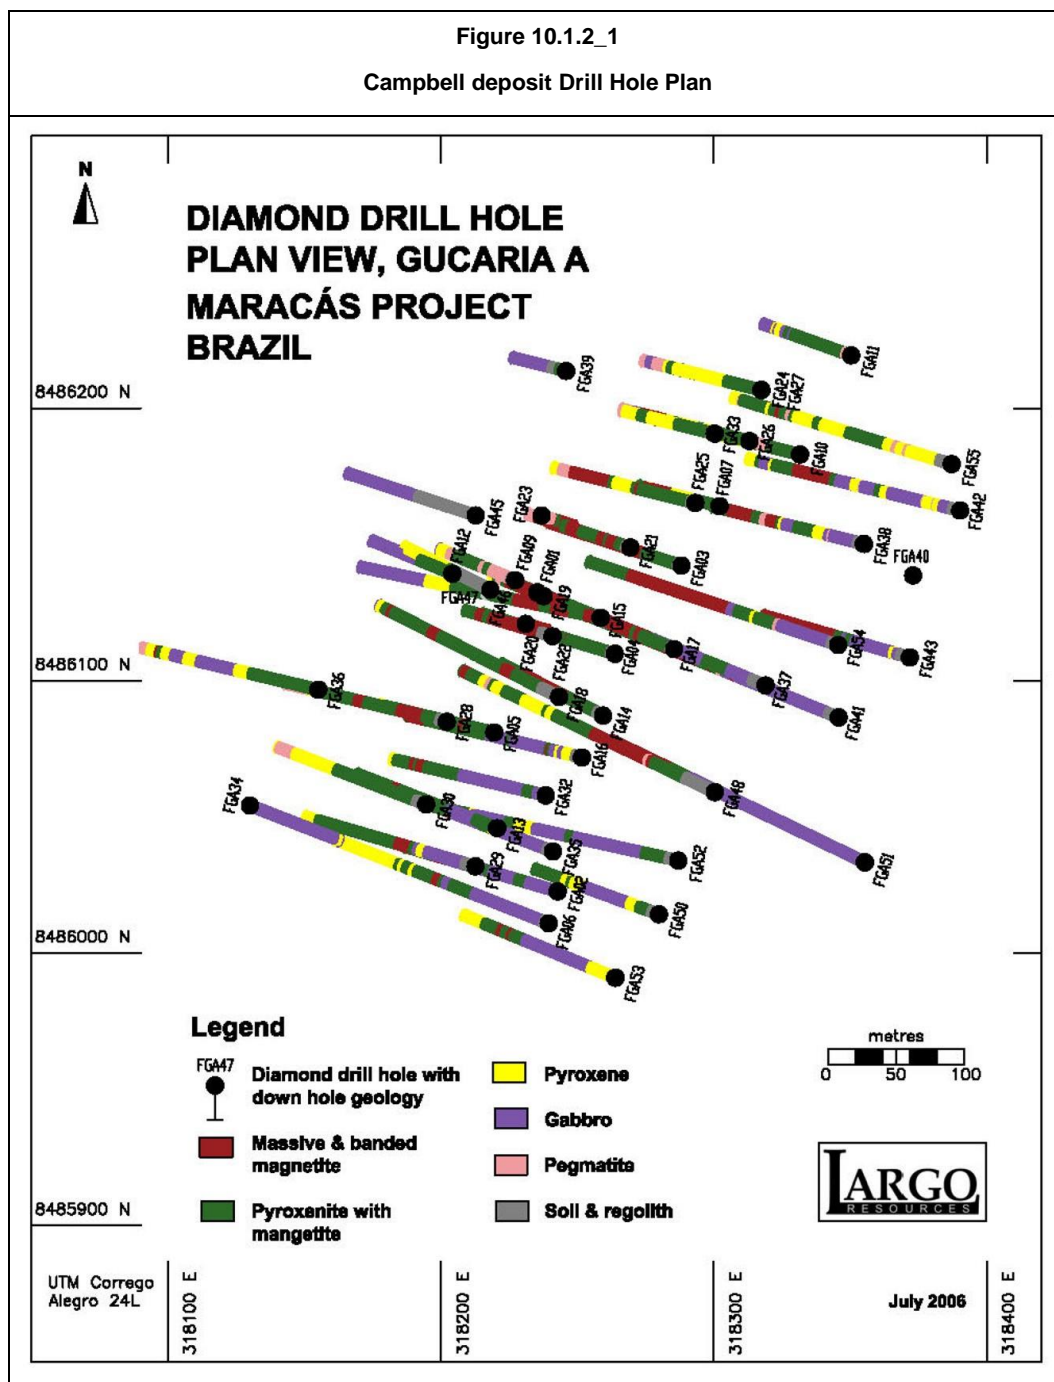 Figure 10.1.2_1
Campbell deposit Drill Hole Plan
N
DIAMOND DRILL HOLE
PLAN VIEW, GUCARIA A
MARACÁS PROJECT
BRAZIL
8486200 N
8486100 N
8486000 N
8485900 N
FGA11
FGA39
FGA24
FGA27
FGA33
FGA26
FGA10
FGA55
FGA25
FGA07
FGA42
FGA45
FGA23
FGA21
FGA03
FGA38
FGA40
FGA12
FGA09
FGA01
FGA47
FGA46
FGA19
FGA15
FGA20
FGA22
FGA04
FGA17
FGA54
FGA43
FGA36
FGA18
FGA14
FGA37
FGA41
FGA28
FGA05
FGA16
FGA34
FGA30
FGA32
FGA48
FGA13
FGA35
FGA52
FGA51
FGA29
FGA02
FGA50
FGA06
FGA53
Legend
FGA47
Diamond drill hole with
down hole geology
Massive & banded
magnetite
Pyroxenite with
mangetite
Pyroxene
Gabbro
Pegmatite
Soil & regolith
metres
0 50 100
LARGO
RESOURCES
UTM Corrego
Alegro 24L
318100 E
318200 E
318300 E
318400 E
July 2006